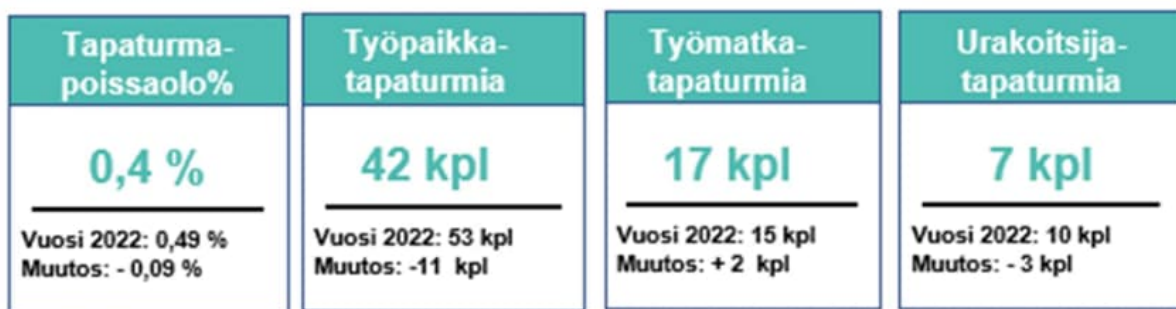 Tapaturma-
poissaolo%
0,4 %
Vuosi 2022: 0,49 %
Muutos: - 0,09 %
Työpaikka-
tapaturmia
42 kpl
Vuosi 2022: 53 kpl
Muutos: -11 kpl
Työmatka-
tapaturmia
17 kpl
Vuosi 2022: 15 kpl
Muutos: + 2 kpl
Urakoitsija-
tapaturmia
7 kpl
Vuosi 2022: 10 kpl
Muutos: - 3 kpl